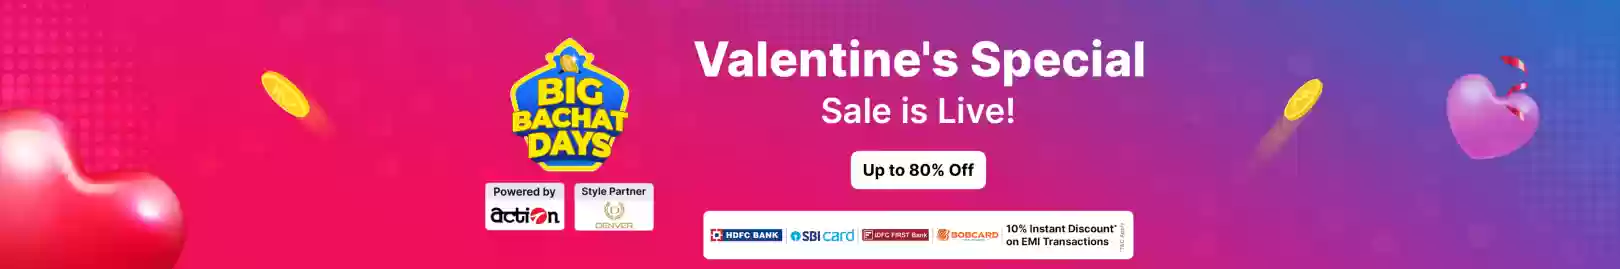 BIG
BACHAT
DAYS
Powered by
action
Style Partner
D
DENVER
Valentine's Special
Sale is Live!
Up to 80% Off
HDFC BANK
SBI card
IDFC FIRST Bank
BOBCARD
10% Instant Discount*
on EMI Transactions
*T&C Apply